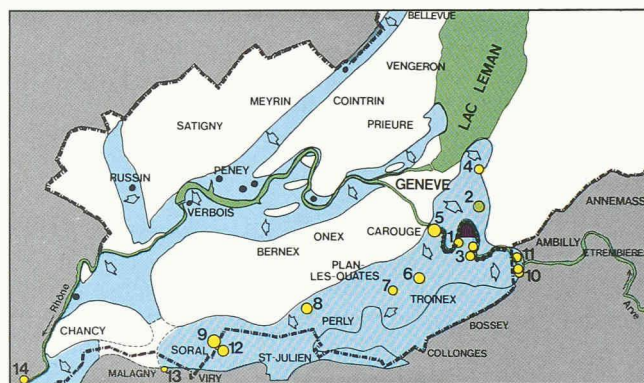 BELLEVUE
VENGERON
LAC LEMAN
MEYRIN
COINTRIN
SATIGNY
PRIEURE
RUSSIN
PENEY
GENEVE
4
2
ANNEMASS
VERBOIS
ONEX
CAROUGE
5
BERNEX
1
3
AMBILLY
11
ETREMBIERE
10
PLAN-
LES-OUATES
6
7
TROINEX
Rhône
Arve
8
PERLY
BOSSEY
CHANCY
9
SORAL
12
ST-JULIEN
COLLONGES
14
MALAGNY
13
VIRY